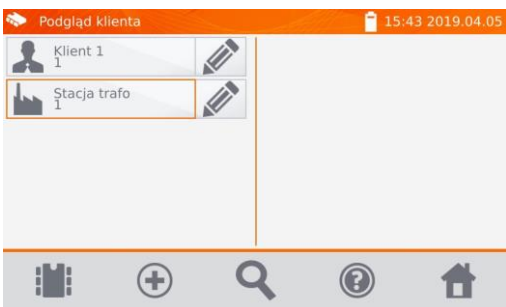 Podgląd klienta
15:43 2019.04.05
Klient 1
1
Stacja trafo
1